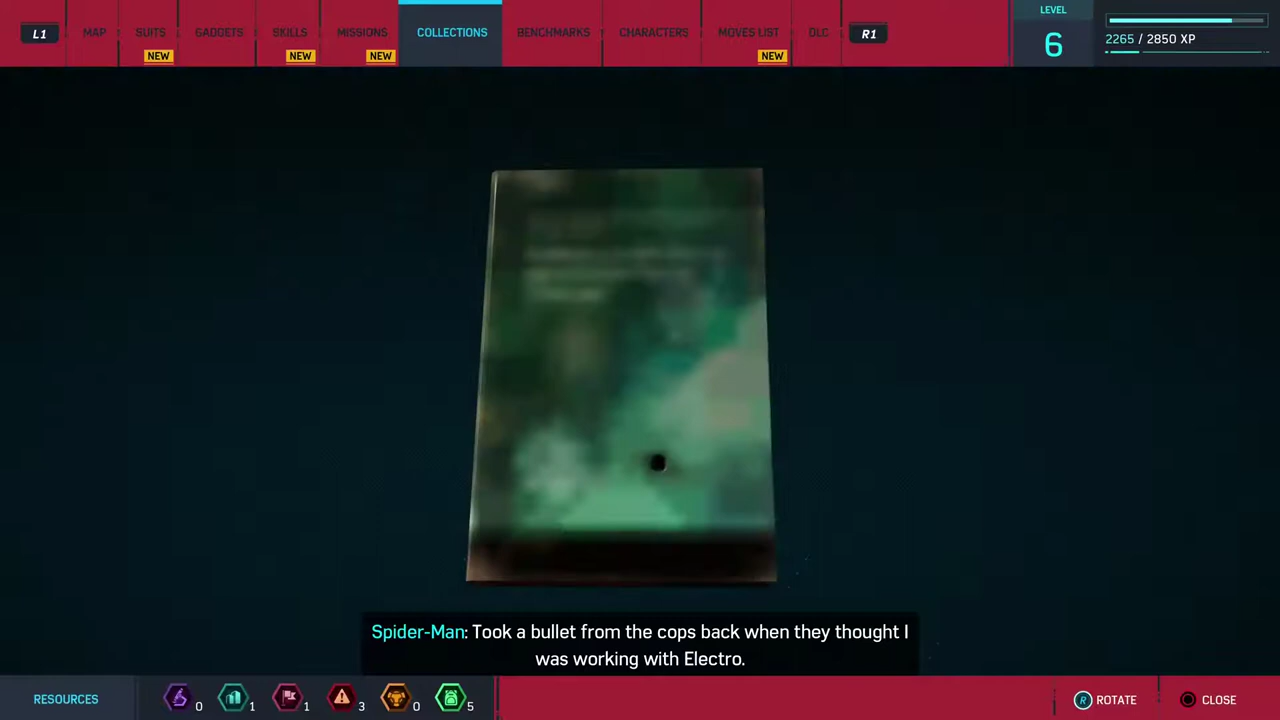 L1
MAP
SUITS
GADGETS
SKILLS
MISSIONS
COLLECTIONS
BENCHMARKS
CHARACTERS
MOVES LIST
DLC
R1
NEW
NEW
NEW
NEW
LEVEL
6
2265 / 2850 XP
Spider-Man: Took a bullet from the cops back when they thought I
was working with Electro.
RESOURCES
0
1
1
3
0
5
R ROTATE
CLOSE